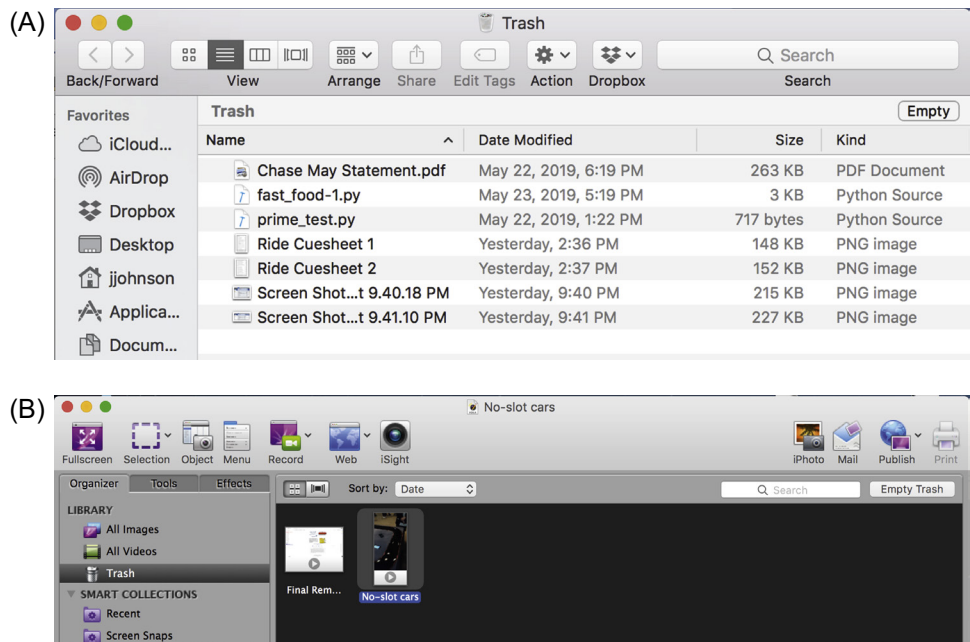 (A)
Trash
Back/Forward View Arrange Share Edit Tags Action Dropbox Search
Search
Favorites
iCloud...
AirDrop
Dropbox
Desktop
jjohnson
Applica...
Docum...
Trash Empty
Name Date Modified Size Kind
Chase May Statement.pdf May 22, 2019, 6:19 PM 263 KB PDF Document
fast_food-1.py May 23, 2019, 5:19 PM 3 KB Python Source
prime_test.py May 22, 2019, 1:22 PM 717 bytes Python Source
Ride Cuesheet 1 Yesterday, 2:36 PM 148 KB PNG image
Ride Cuesheet 2 Yesterday, 2:37 PM 152 KB PNG image
Screen Shot...t 9.40.18 PM Yesterday, 9:40 PM 215 KB PNG image
Screen Shot...t 9.41.10 PM Yesterday, 9:41 PM 227 KB PNG image
(B)
No-slot cars
Fullscreen Selection Object Menu Record Web iSight iPhoto Mail Publish Print
Organizer Tools Effects
Sort by: Date Search Empty Trash
LIBRARY
All Images
All Videos
Trash
SMART COLLECTIONS
Recent
Screen Snaps
Final Rem...
No-slot cars